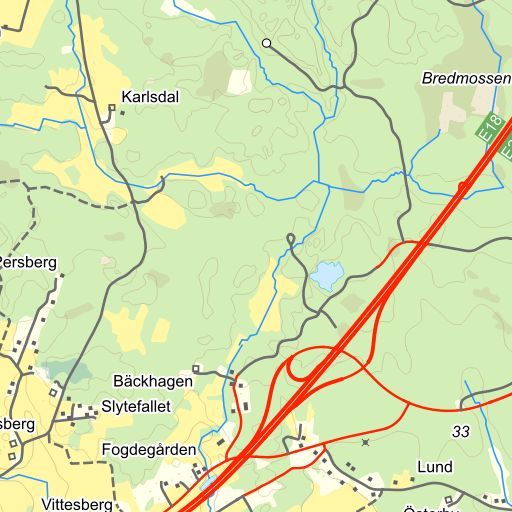 Bredmossen
Karlsdal
E18
Persberg
Bäckhagen
Slytefallet
sberg
33
Fogdegården
Lund
Vittesberg